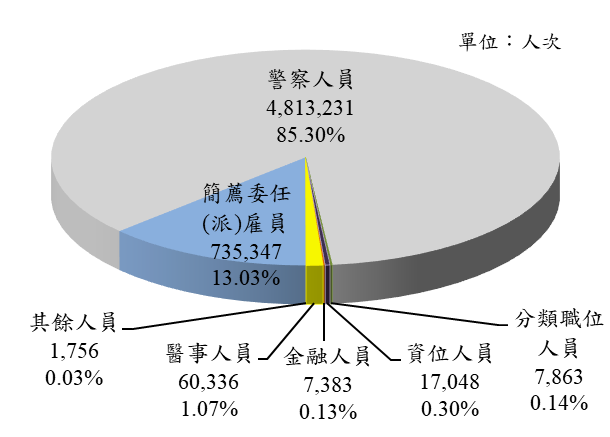 單位：人次
警察人員
4,813,231
85.30%
簡薦委任
(派)雇員
735,347
13.03%
其餘人員
1,756
0.03%
醫事人員
60,336
1.07%
金融人員
7,383
0.13%
資位人員
17,048
0.30%
分類職位
人員
7,863
0.14%